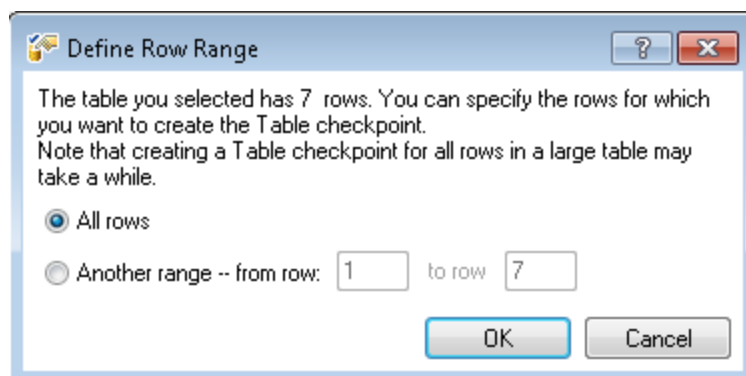 Define Row Range
The table you selected has 7 rows. You can specify the rows for which
you want to create the Table checkpoint.
Note that creating a Table checkpoint for all rows in a large table may
take a while.
All rows
Another range -- from row: 1 to row 7
OK Cancel